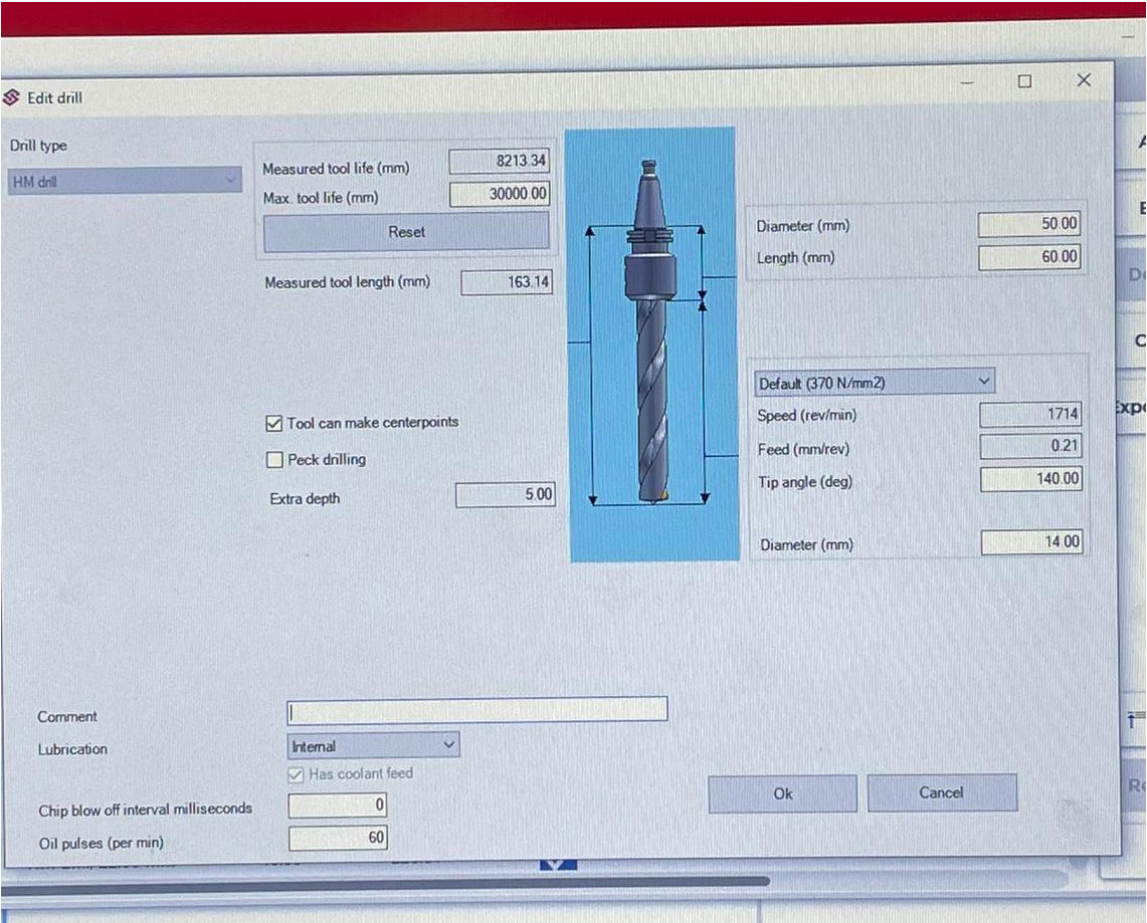 Edit drill
Drill type
HM drill
Measured tool life (mm) 8213.34
Max. tool life (mm) 30000.00
Reset
Measured tool length (mm) 163.14
Tool can make centerpoints
Peck drilling
Extra depth 5.00
Diameter (mm) 50.00
Length (mm) 60.00
Default (370 N/mm2)
Speed (rev/min) 1714
Feed (mm/rev) 0.21
Tip angle (deg) 140.00
Diameter (mm) 14.00
Comment
Lubrication Internal
Has coolant feed
Chip blow off interval milliseconds 0
Oil pulses (per min) 60
Ok
Cancel